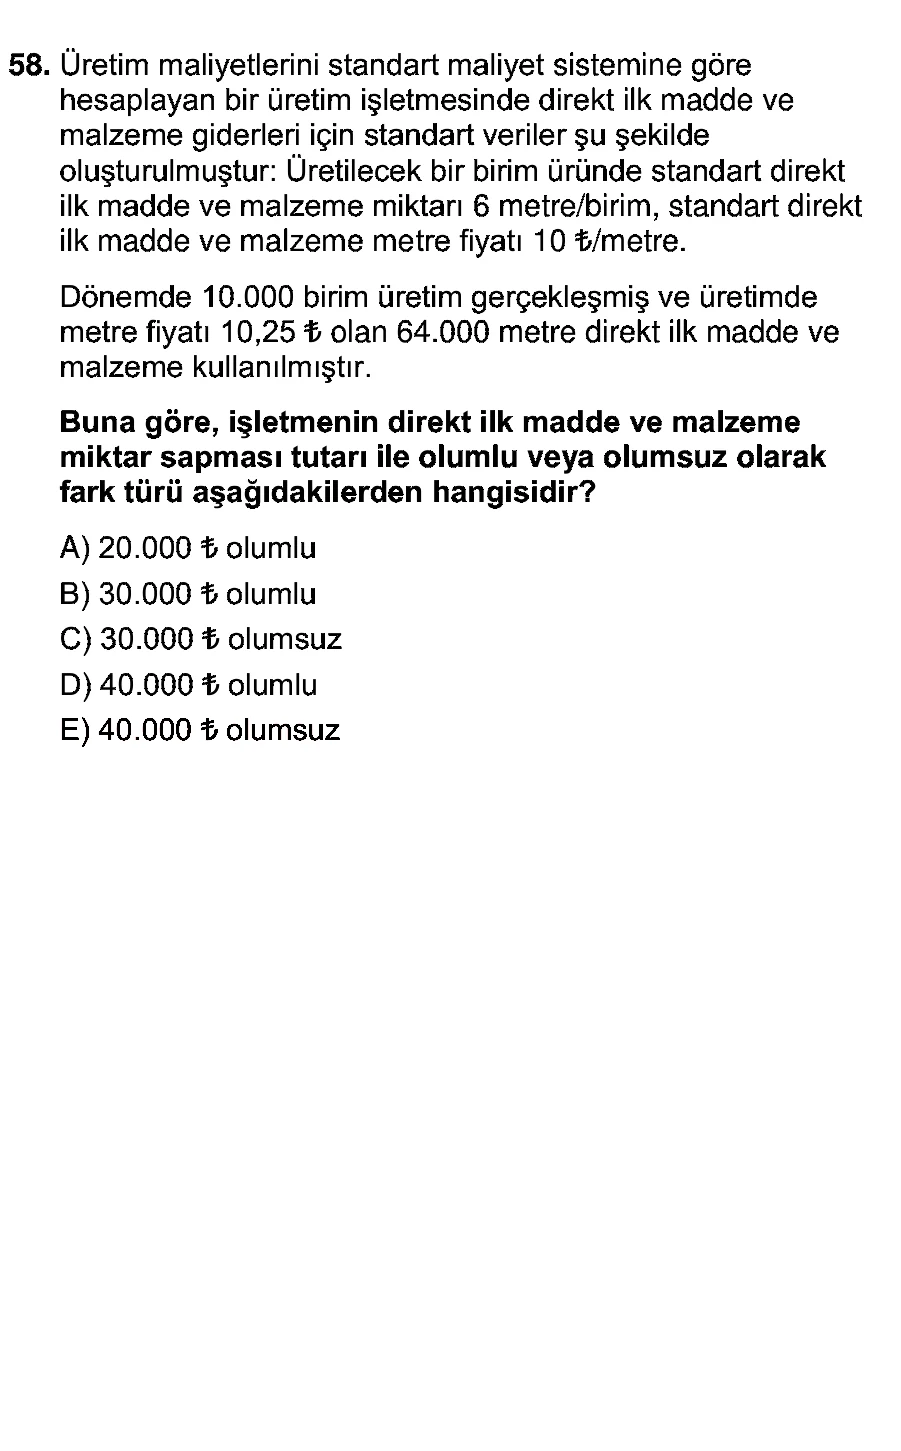 58. Üretim maliyetlerini standart maliyet sistemine göre
hesaplayan bir üretim işletmesinde direkt ilk madde ve
malzeme giderleri için standart veriler şu şekilde
oluşturulmuştur: Üretilecek bir birim üründe standart direkt
ilk madde ve malzeme miktarı 6 metre/birim, standart direkt
ilk madde ve malzeme metre fiyatı 10 ₺/metre.
Dönemde 10.000 birim üretim gerçekleşmiş ve üretimde
metre fiyatı 10,25 ₺ olan 64.000 metre direkt ilk madde ve
malzeme kullanılmıştır.
Buna göre, işletmenin direkt ilk madde ve malzeme
miktar sapması tutarı ile olumlu veya olumsuz olarak
fark türü aşağıdakilerden hangisidir?
A) 20.000 ₺ olumlu
B) 30.000 ₺ olumlu
C) 30.000 ₺ olumsuz
D) 40.000 ₺ olumlu
E) 40.000 ₺ olumsuz